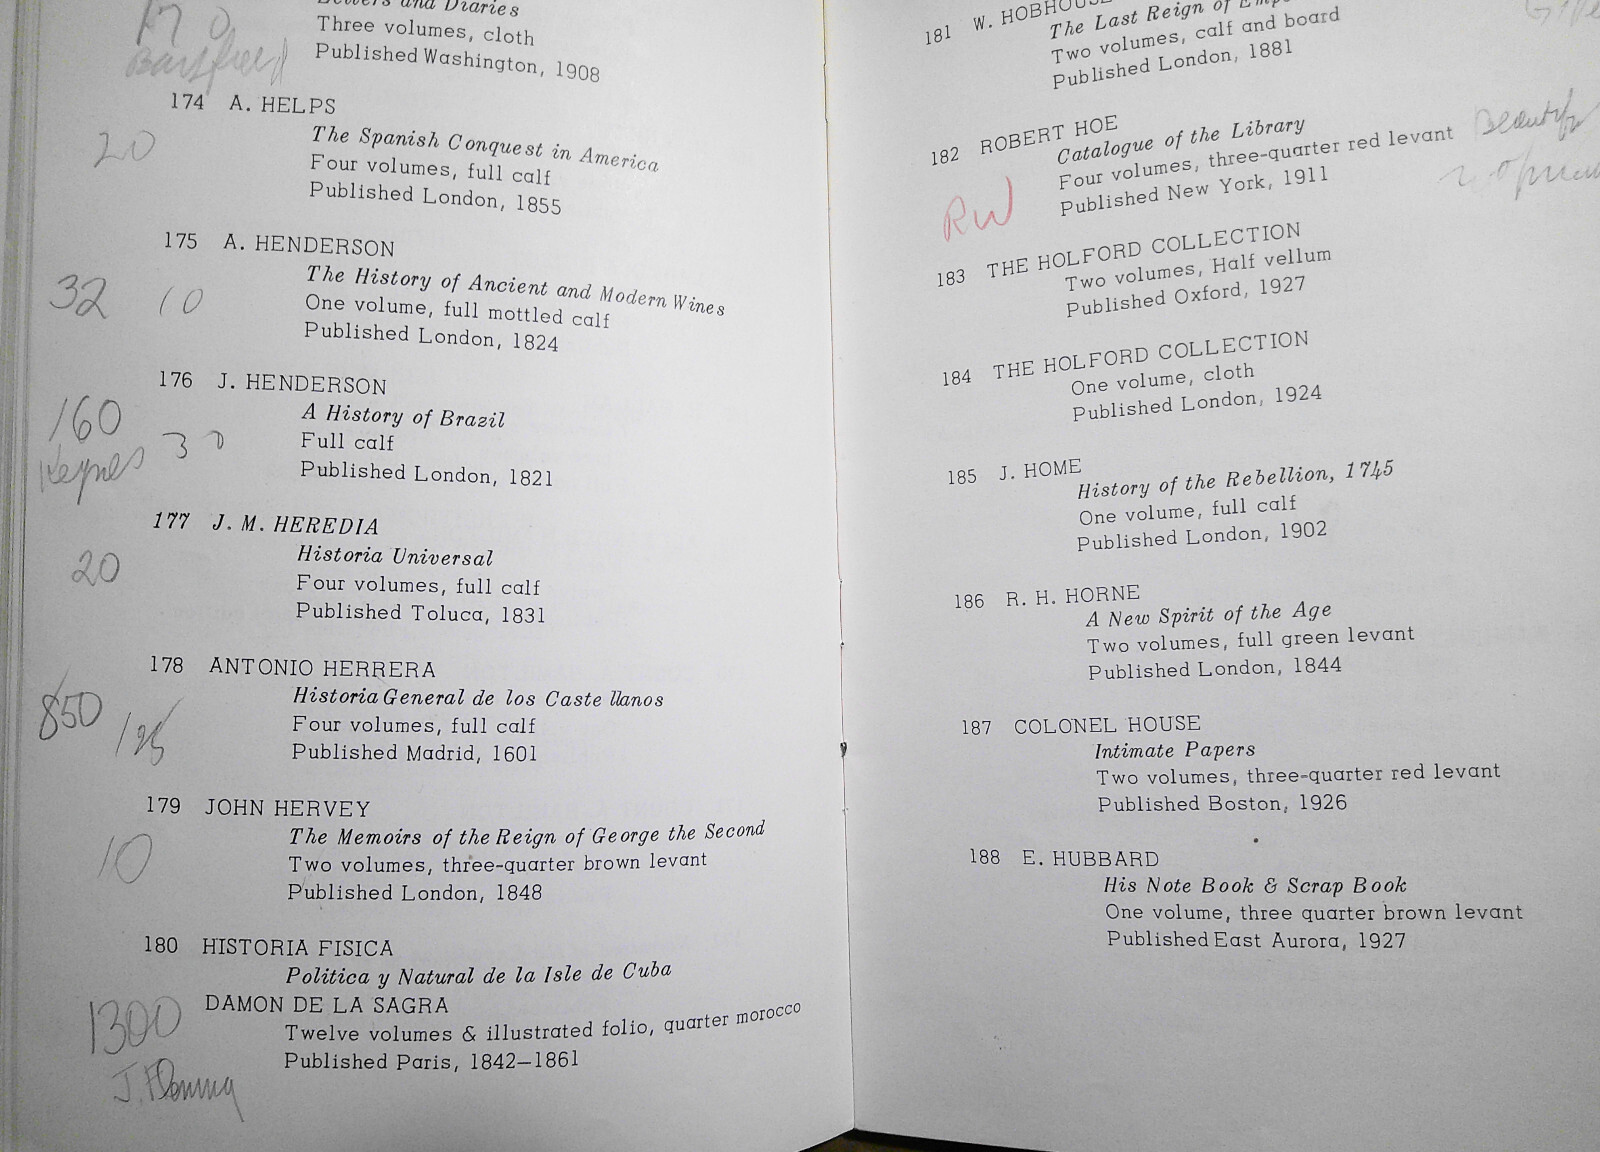 Letters and Diaries
Three volumes, cloth
Published Washington, 1908
174 A. HELPS
20
The Spanish Conquest in America
Four volumes, full calf
Published London, 1855
175 A. HENDERSON
32 10
The History of Ancient and Modern Wines
One volume, full mottled calf
Published London, 1824
176 J. HENDERSON
160
Keynes 30
A History of Brazil
Full calf
Published London, 1821
177 J. M. HEREDIA
20
Historia Universal
Four volumes, full calf
Published Toluca, 1831
178 ANTONIO HERRERA
850
Historia General de los Caste llanos
Four volumes, full calf
Published Madrid, 1601
179 JOHN HERVEY
10
The Memoirs of the Reign of George the Second
Two volumes, three-quarter brown levant
Published London, 1848
180 HISTORIA FISICA
Politica y Natural de la Isle de Cuba
1300
DAMON DE LA SAGRA
Twelve volumes & illustrated folio, quarter morocco
Published Paris, 1842–1861
181 W. HOBHOUSE
The Last Reign of
Two volumes, calf and board
Published London, 1881
182 ROBERT HOE
RW
Catalogue of the Library
Four volumes, three-quarter red levant
Published New York, 1911
183 THE HOLFORD COLLECTION
Two volumes, Half vellum
Published Oxford, 1927
184 THE HOLFORD COLLECTION
One volume, cloth
Published London, 1924
185 J. HOME
History of the Rebellion, 1745
One volume, full calf
Published London, 1902
186 R. H. HORNE
A New Spirit of the Age
Two volumes, full green levant
Published London, 1844
187 COLONEL HOUSE
Intimate Papers
Two volumes, three-quarter red levant
Published Boston, 1926
188 E. HUBBARD
His Note Book & Scrap Book
One volume, three quarter brown levant
Published East Aurora, 1927